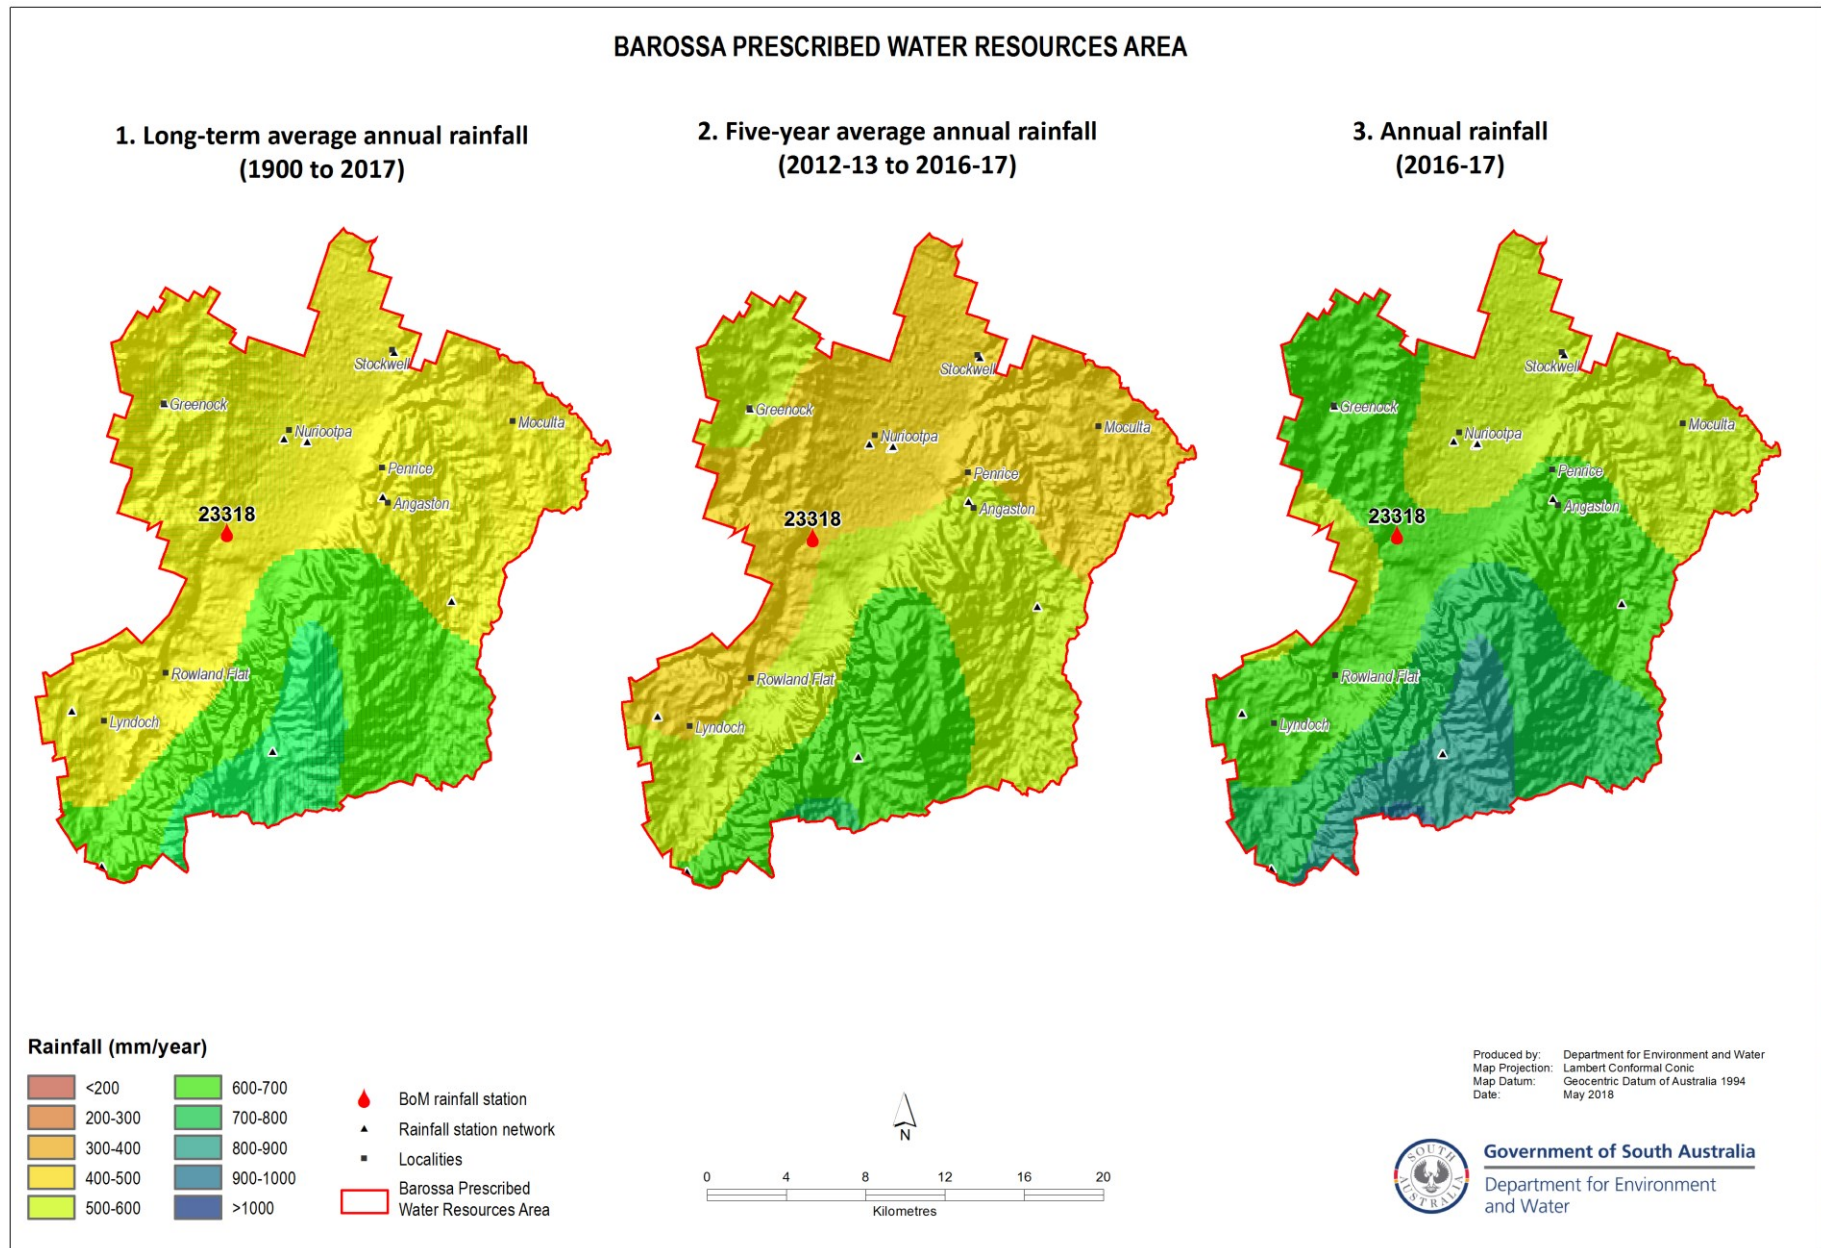 BAROSSA PRESCRIBED WATER RESOURCES AREA
1. Long-term average annual rainfall
(1900 to 2017)
2. Five-year average annual rainfall
(2012-13 to 2016-17)
3. Annual rainfall
(2016-17)
Stockwell
Greenock
Nuriootpa
Moculta
Penrice
Angaston
23318
Rowland Flat
Lyndoch
Stockwell
Greenock
Nuriootpa
Moculta
Penrice
Angaston
23318
Rowland Flat
Lyndoch
Stockwell
Greenock
Nuriootpa
Moculta
Penrice
Angaston
23318
Rowland Flat
Lyndoch
Rainfall (mm/year)
<200
200-300
300-400
400-500
500-600
600-700
700-800
800-900
900-1000
>1000
BoM rainfall station
Rainfall station network
Localities
Barossa Prescribed
Water Resources Area
N
0 4 8 12 16 20
Kilometres
Produced by: Department for Environment and Water
Map Projection: Lambert Conformal Conic
Map Datum: Geocentric Datum of Australia 1994
Date: May 2018
SOUTH
AUSTRALIA
Government of South Australia
Department for Environment
and Water